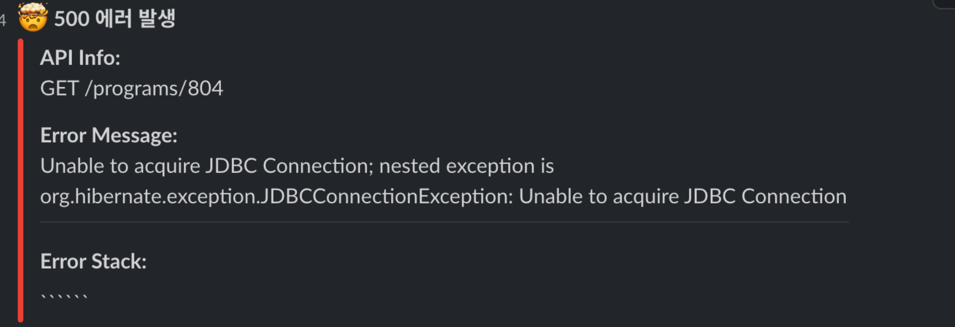 4
500 에러 발생
API Info:
GET /programs/804
Error Message:
Unable to acquire JDBC Connection; nested exception is
org.hibernate.exception.JDBCConnectionException: Unable to acquire JDBC Connection
Error Stack:
``````